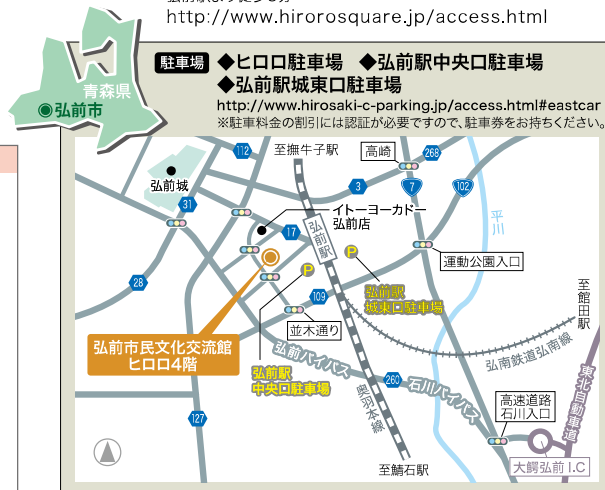 http://www.hirorosquare.jp/access.html
青森県
弘前市
駐車場
◆ヒロロ駐車場 ◆弘前駅中央口駐車場
◆弘前駅城東口駐車場
http://www.hirosaki-c-parking.jp/access.html#eastcar
※駐車料金の割引には認証が必要ですので、駐車券をお持ちください。
112
至撫牛子駅
高崎
268
弘前城
3
7
102
31
イトーヨーカドー
弘前店
平川
17
弘前駅
P
運動公園入口
P
28
109
弘前駅
城東口駐車場
至館田駅
並木通り
弘前市民文化交流館
ヒロロ4階
弘前バイパス
弘南鉄道弘南線
弘前駅
中央口駐車場
260
石川バイパス
奥羽本線
高速道路
石川入口
東北自動車道
127
至鯖石駅
大鰐弘前I.C